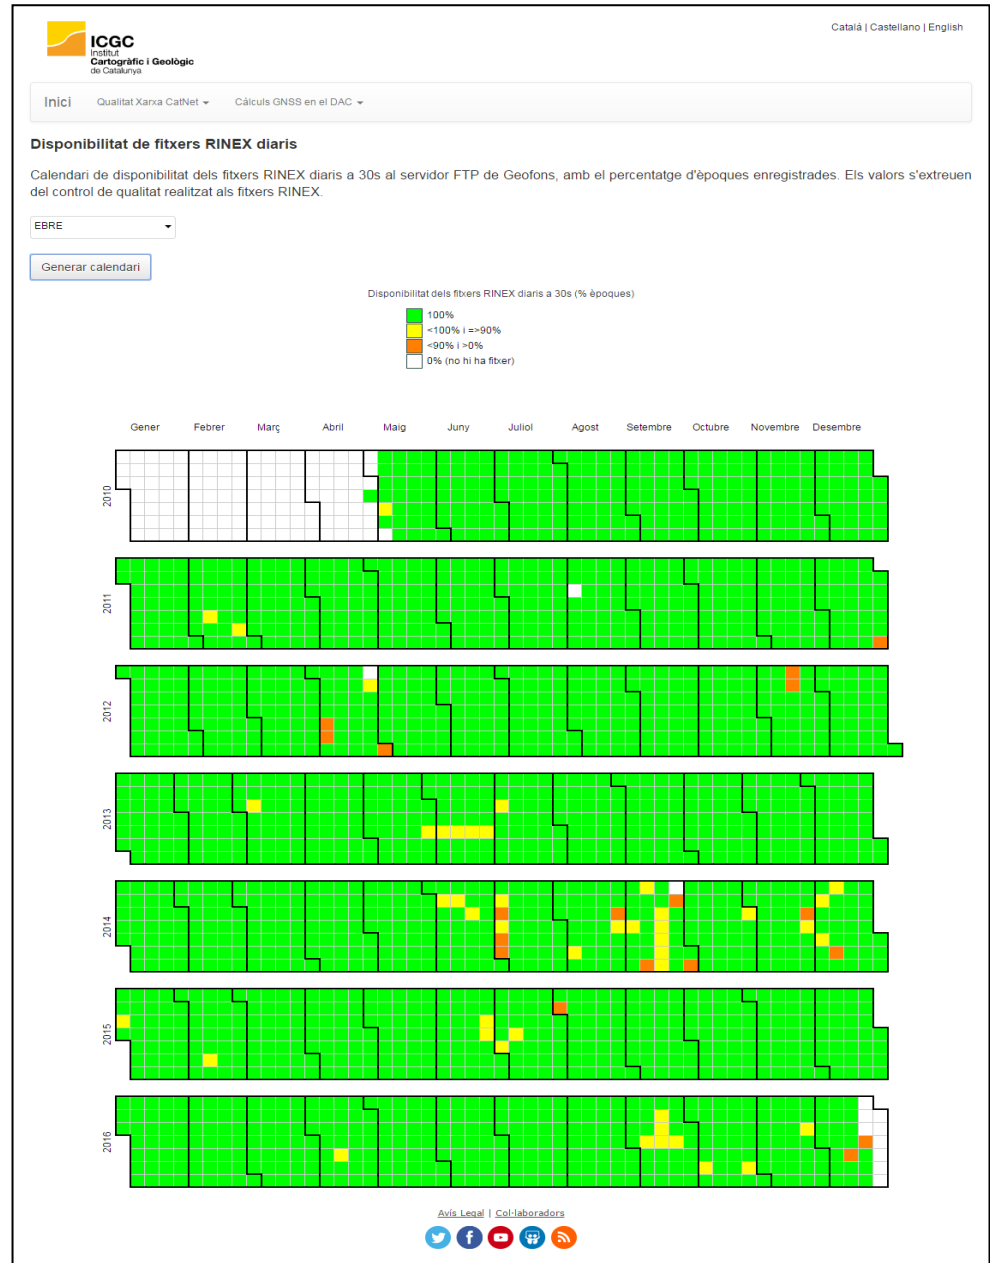 Català | Castellano | English
ICGC
Institut
Cartogràfic i Geològic
de Catalunya
Inici
Qualitat Xarxa CatNet
Càlculs GNSS en el DAC
Disponibilitat de fitxers RINEX diaris
Calendari de disponibilitat dels fitxers RINEX diaris a 30s al servidor FTP de Geofons, amb el percentatge d'èpoques enregistrades. Els valors s'extreuen
del control de qualitat realitzat als fitxers RINEX.
EBRE
Generar calendari
Disponibilitat dels fitxers RINEX diaris a 30s (% èpoques)
100%
<100% i =>90%
<90% i >0%
0% (no hi ha fitxer)
Gener Febrer Març Abril Maig Juny Juliol Agost Setembre Octubre Novembre Desembre
2010
2011
2012
2013
2014
2015
2016
Avís Legal | Col·laboradors